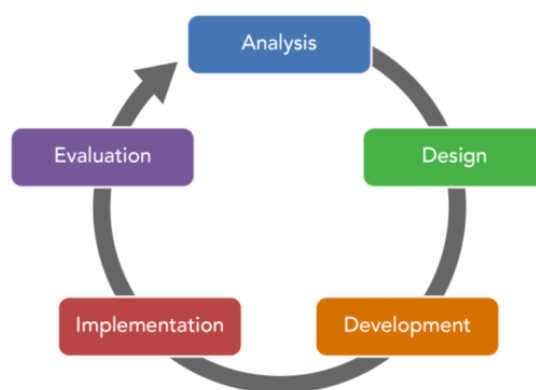 Analysis
Design
Development
Implementation
Evaluation